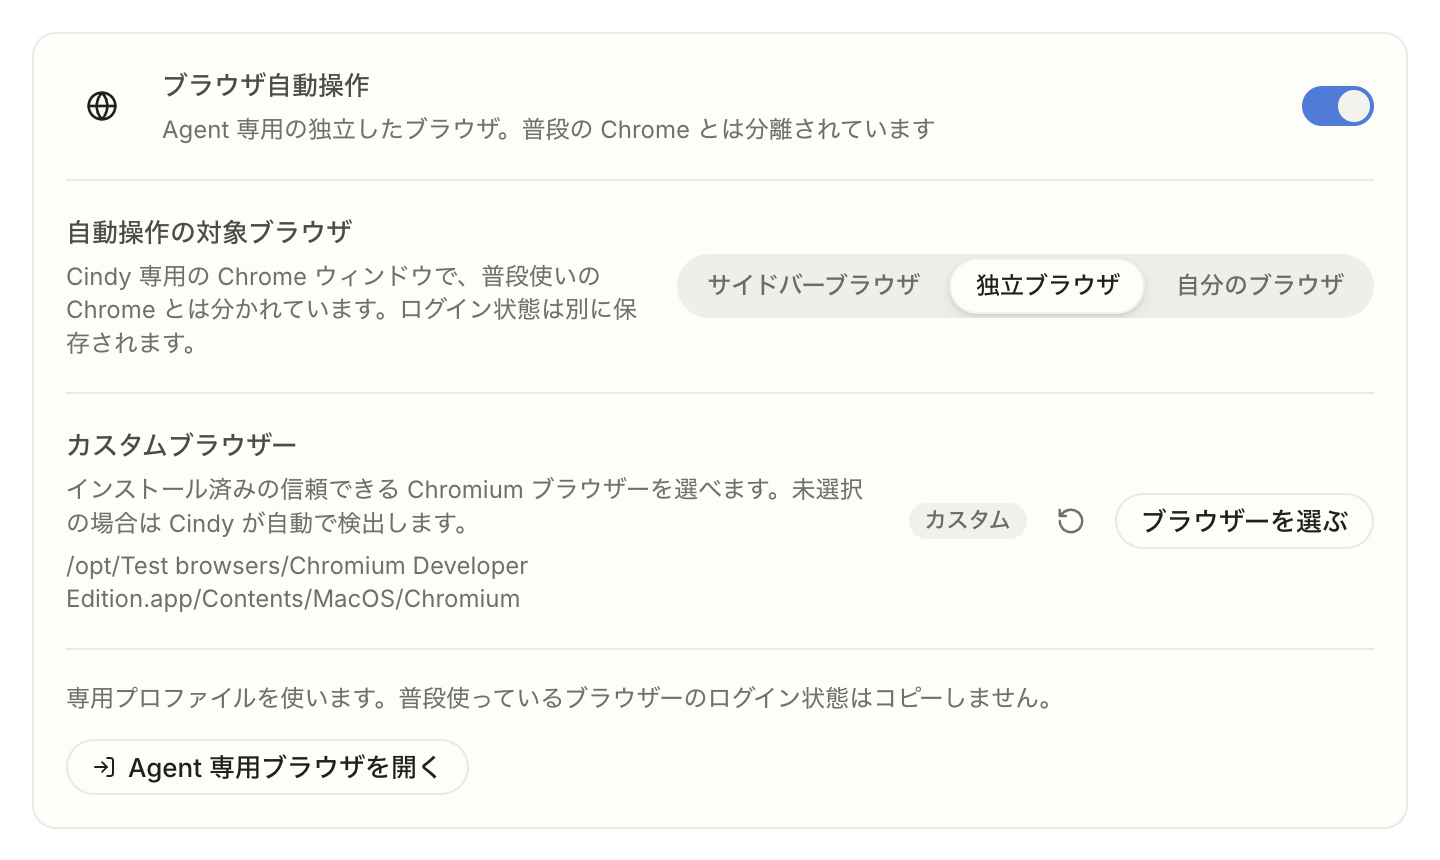 ブラウザ自動操作
Agent 専用の独立したブラウザ。普段の Chrome とは分離されています
自動操作の対象ブラウザ
Cindy 専用の Chrome ウィンドウで、普段使いの
Chrome とは分かれています。ログイン状態は別に保
存されます。
サイドバーブラウザ
独立ブラウザ
自分のブラウザ
カスタムブラウザー
インストール済みの信頼できる Chromium ブラウザーを選べます。未選択
の場合は Cindy が自動で検出します。
/opt/Test browsers/Chromium Developer
Edition.app/Contents/MacOS/Chromium
カスタム
ブラウザーを選ぶ
専用プロファイルを使います。普段使っているブラウザーのログイン状態はコピーしません。
Agent 専用ブラウザを開く